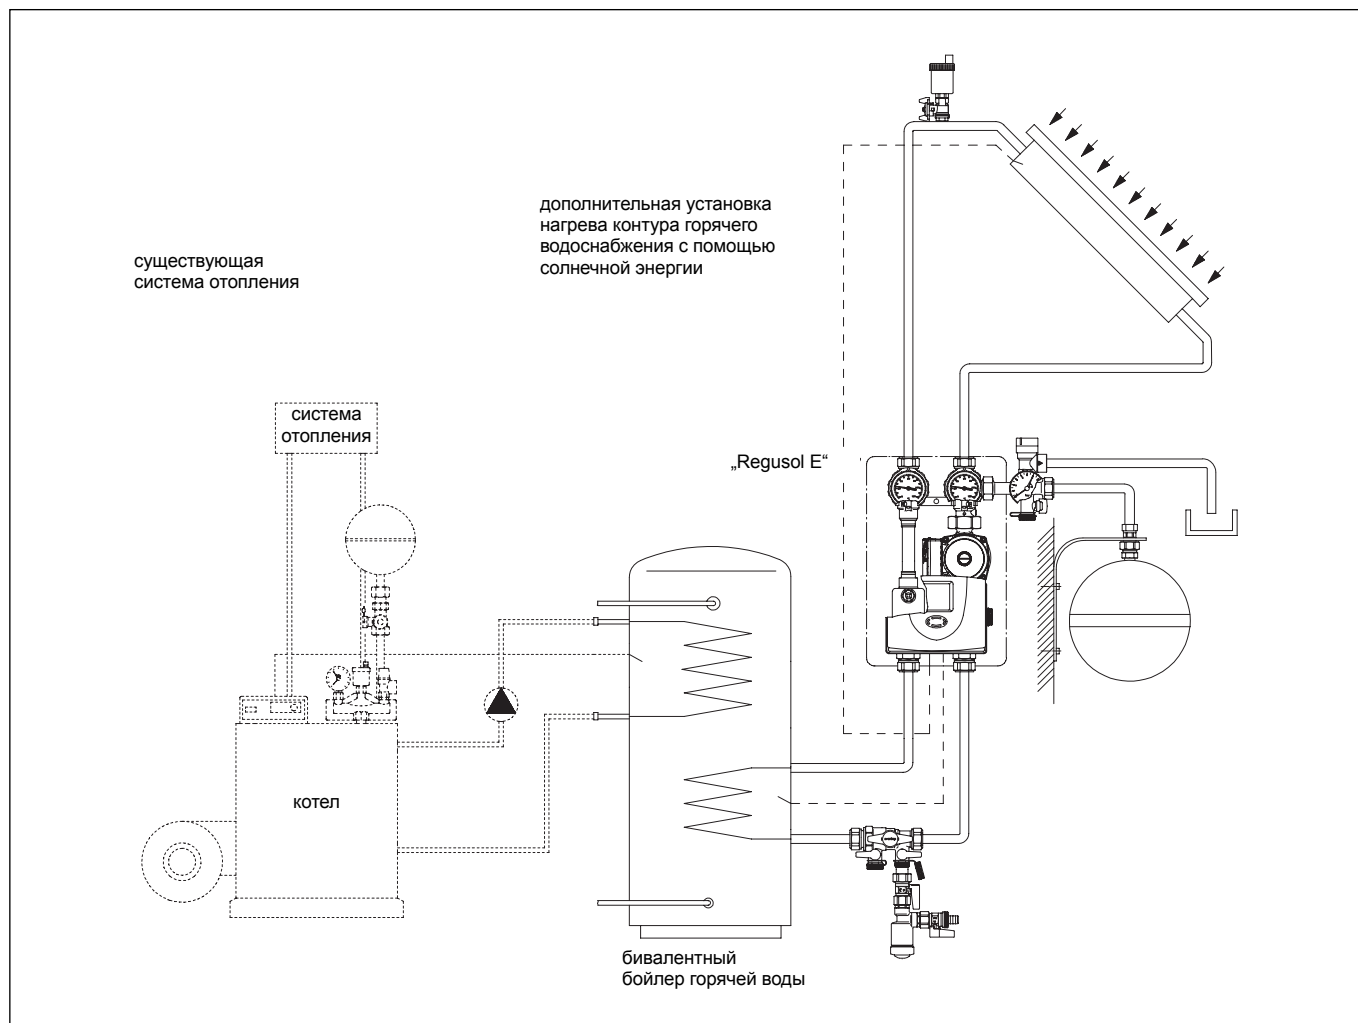 дополнительная установка
нагрева контура горячего
водоснабжения с помощью
солнечной энергии
существующая
система отопления
система
отопления
„Regusol E“
котел
бивалентный
бойлер горячей воды